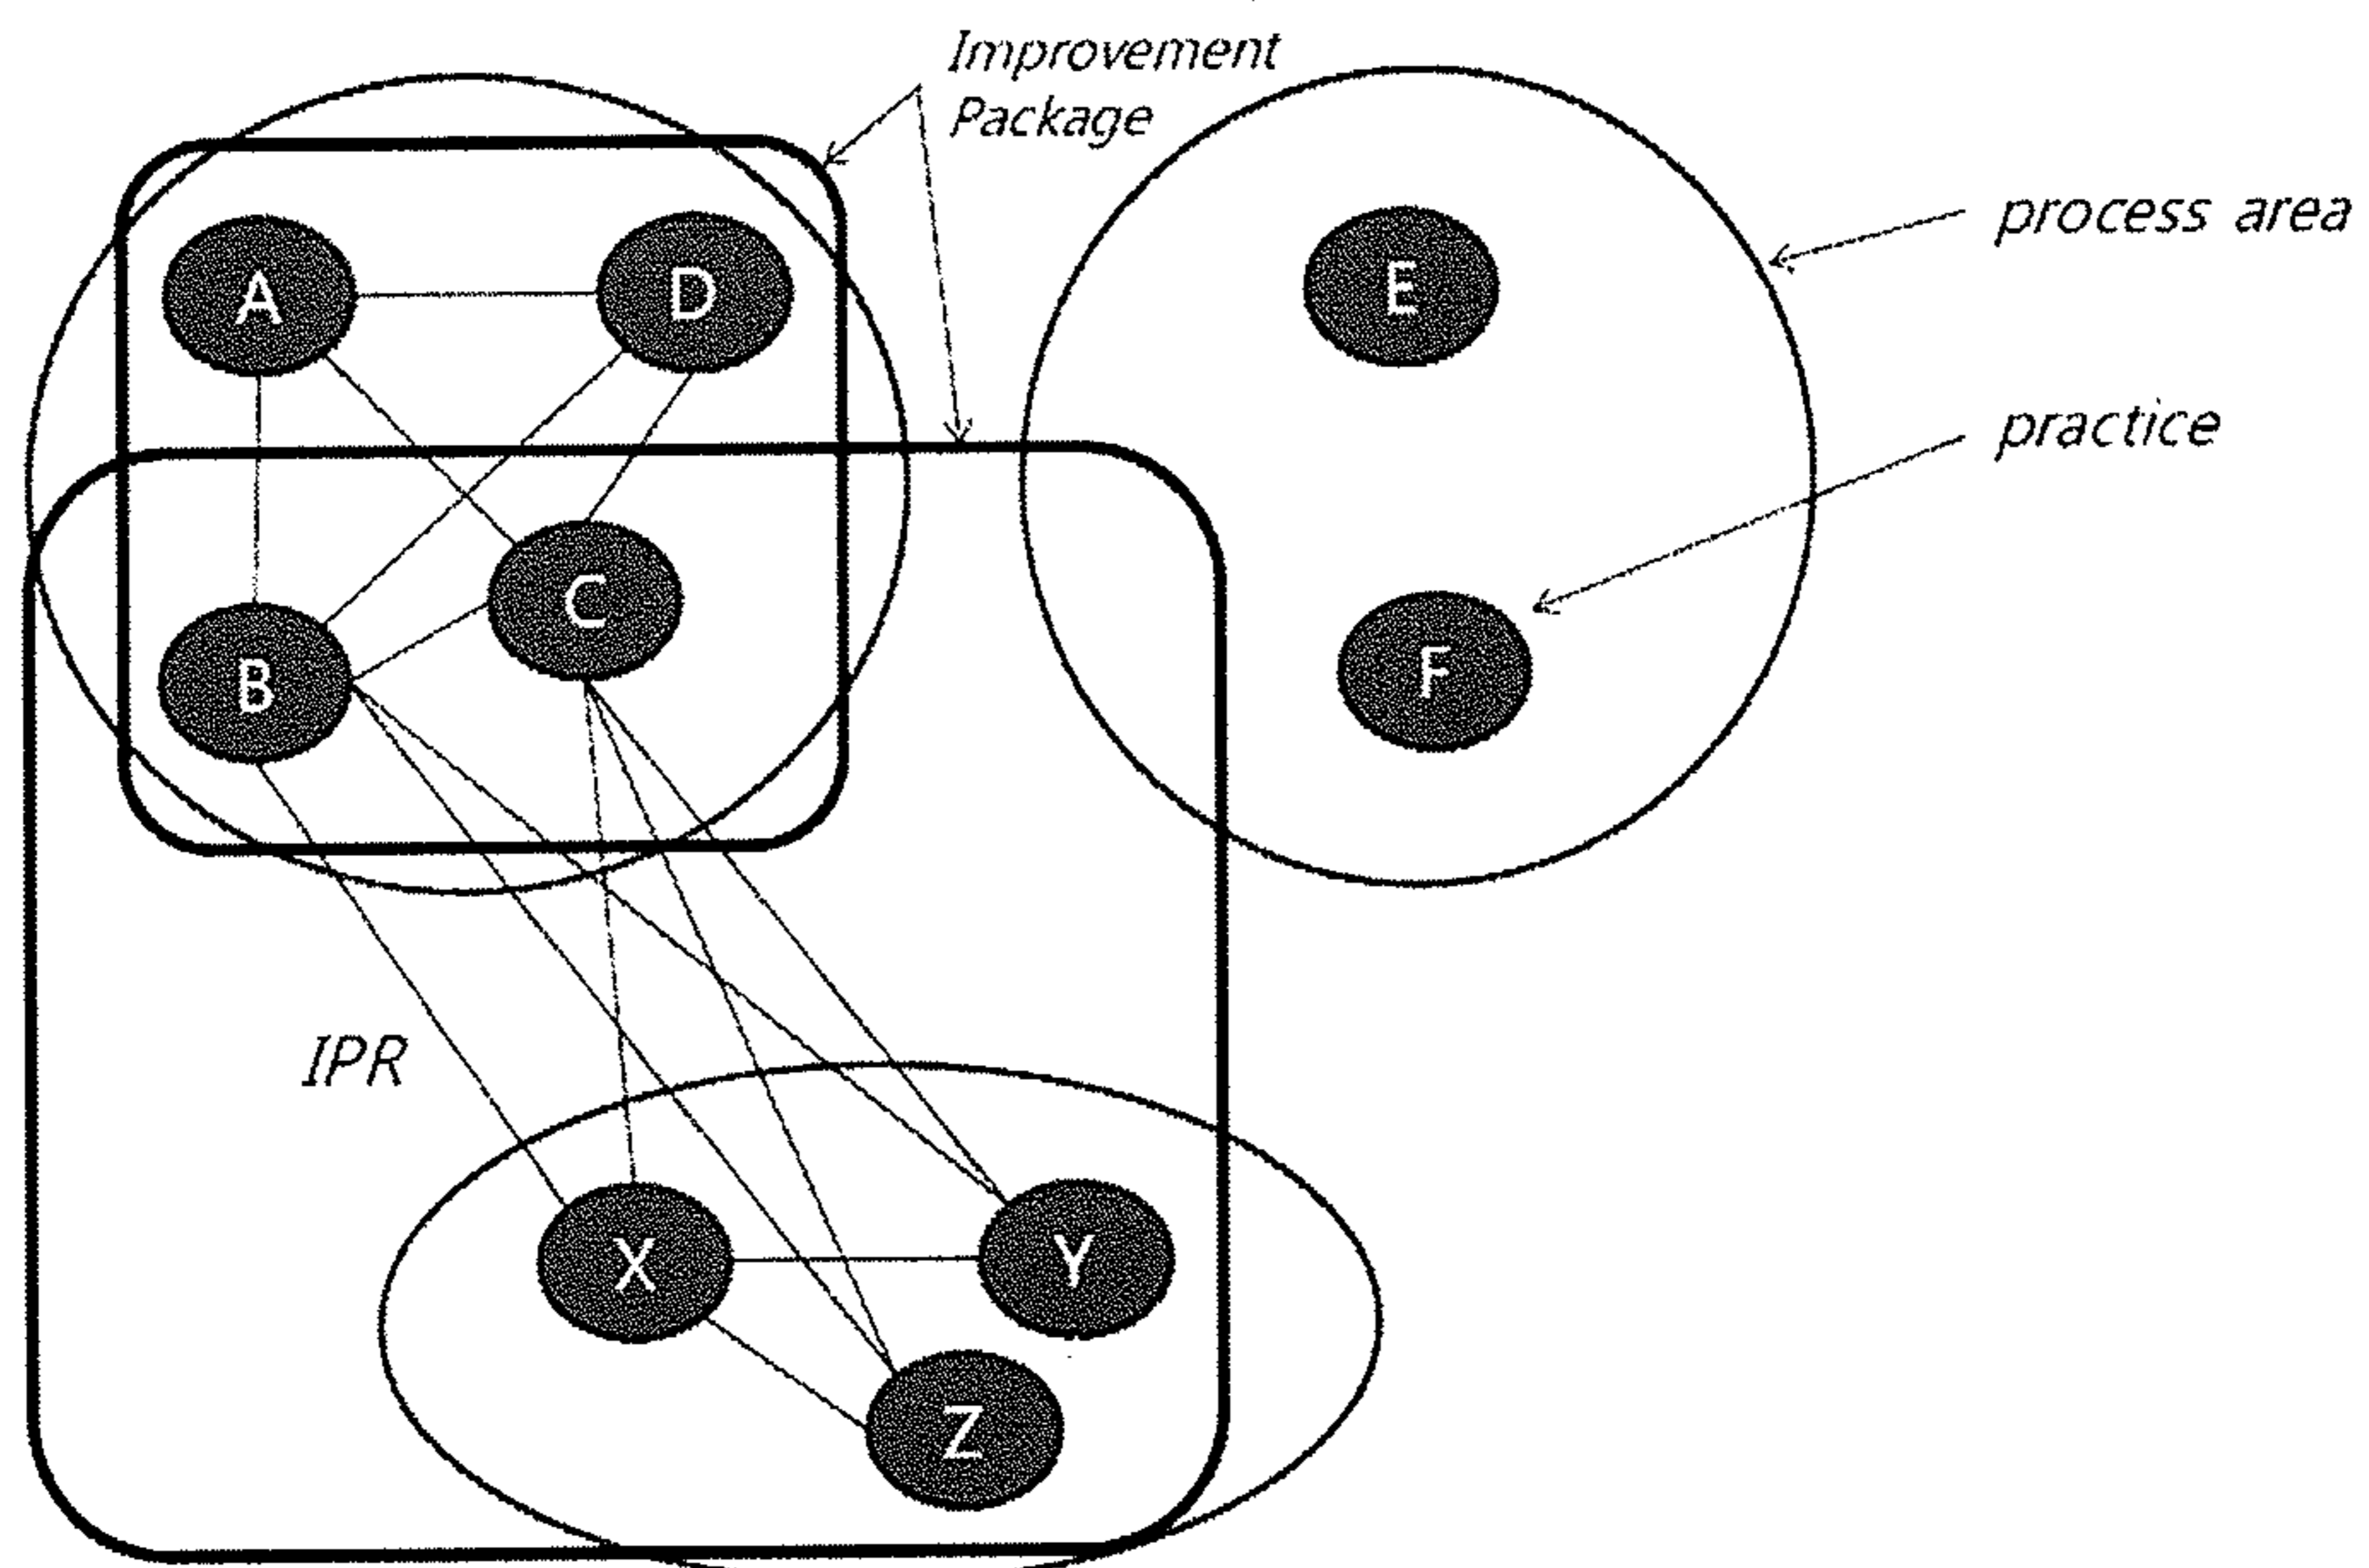 Improvement
Package
process area
practice
A
D
E
C
B
F
IPR
X
Y
Z